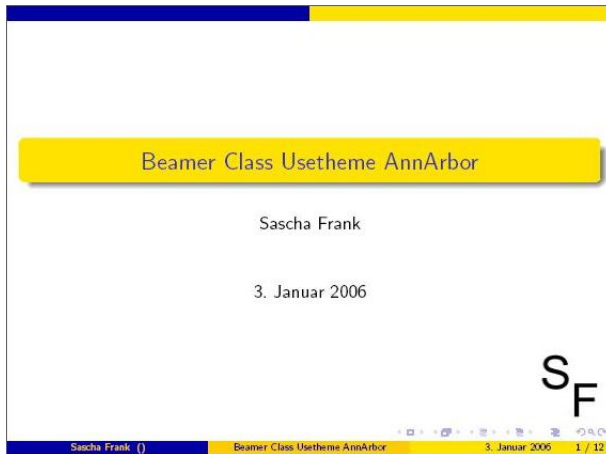 Beamer Class Usetheme AnnArbor
Sascha Frank
3. Januar 2006
S
F
Sascha Frank () Beamer Class Usetheme AnnArbor 3. Januar 2006 1 / 12